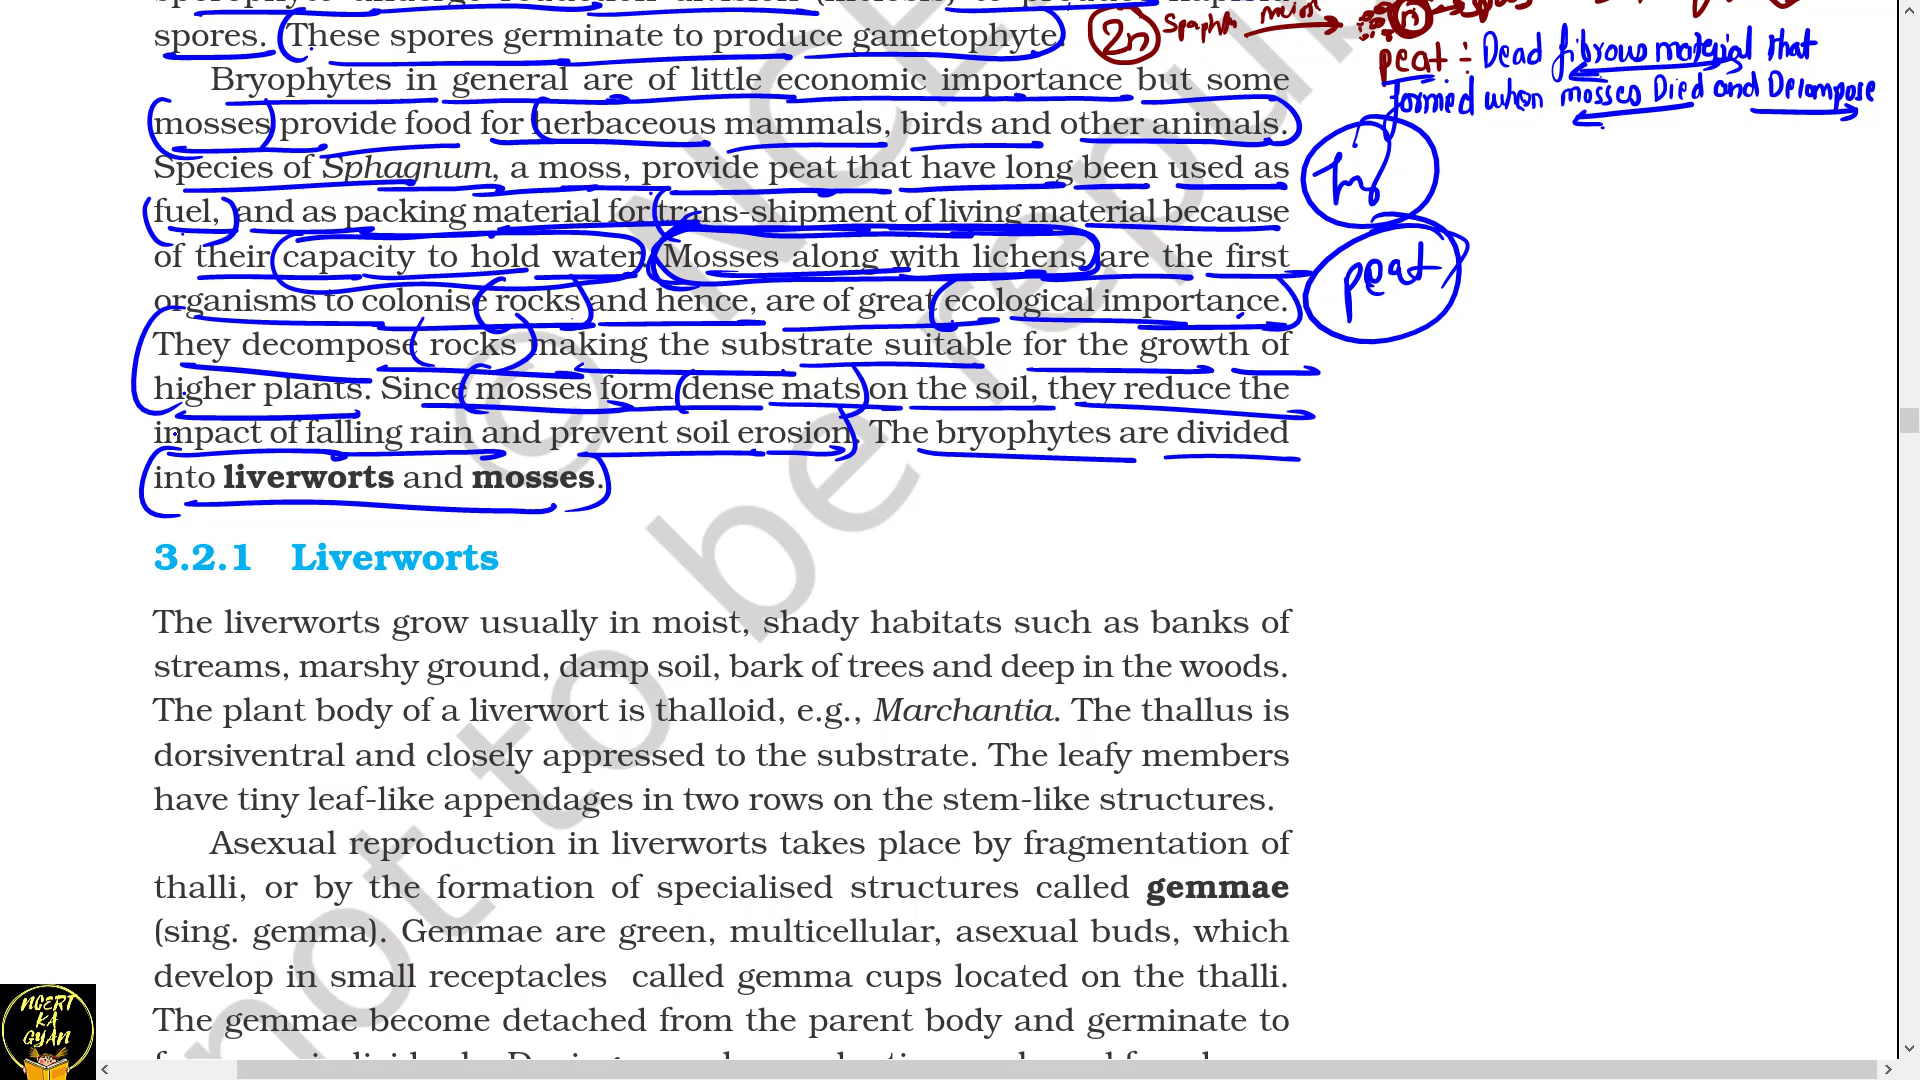 spores. These spores germinate to produce gametophyte.
2n
n
peat :- Dead fibrous material that
formed when mosses Died and Decompose
Bryophytes in general are of little economic importance but some
mosses provide food for herbaceous mammals, birds and other animals.
Species of Sphagnum, a moss, provide peat that have long been used as
fuel, and as packing material for trans-shipment of living material because
of their capacity to hold water. Mosses along with lichens are the first
peat
organisms to colonise rocks and hence, are of great ecological importance.
They decompose rocks making the substrate suitable for the growth of
higher plants. Since mosses form dense mats on the soil, they reduce the
impact of falling rain and prevent soil erosion. The bryophytes are divided
into liverworts and mosses.
3.2.1 Liverworts
The liverworts grow usually in moist, shady habitats such as banks of
streams, marshy ground, damp soil, bark of trees and deep in the woods.
The plant body of a liverwort is thalloid, e.g., Marchantia. The thallus is
dorsiventral and closely appressed to the substrate. The leafy members
have tiny leaf-like appendages in two rows on the stem-like structures.
Asexual reproduction in liverworts takes place by fragmentation of
thalli, or by the formation of specialised structures called gemmae
(sing. gemma). Gemmae are green, multicellular, asexual buds, which
develop in small receptacles called gemma cups located on the thalli.
The gemmae become detached from the parent body and germinate to
not to be repu
© NCE
NCERT
KA
GYAN